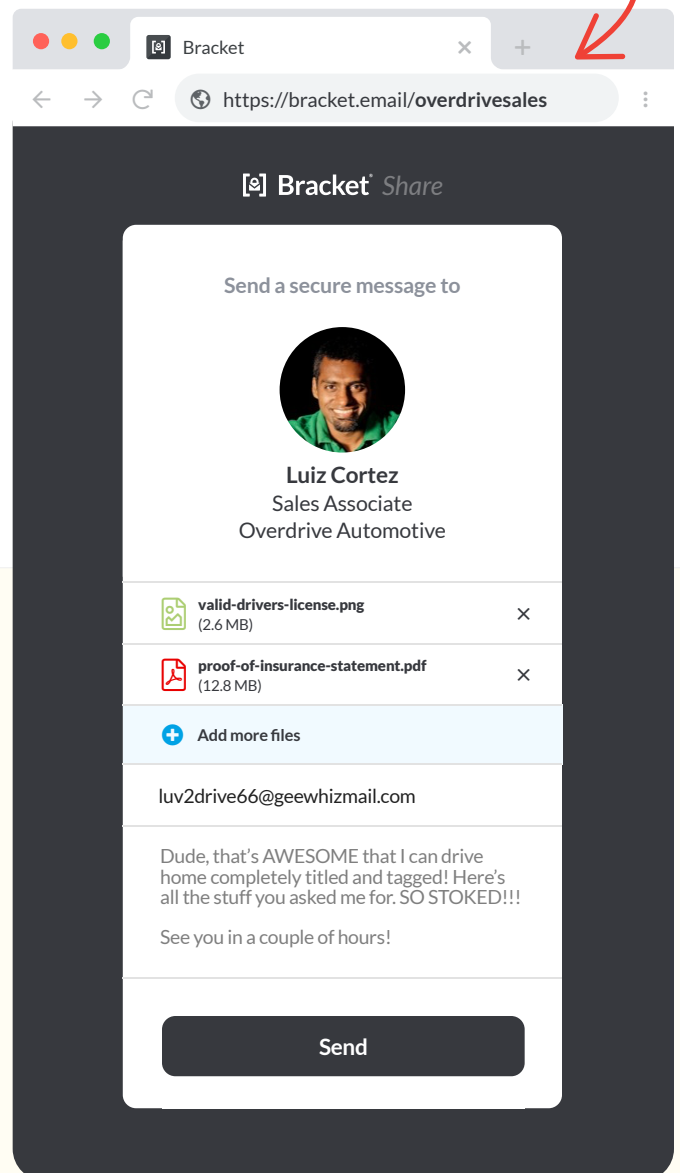 Bracket
https://bracket.email/overdrivesales
Bracket Share
Send a secure message to
Luiz Cortez
Sales Associate
Overdrive Automotive
valid-drivers-license.png
(2.6 MB)
proof-of-insurance-statement.pdf
(12.8 MB)
Add more files
luv2drive66@geewhizmail.com
Dude, that’s AWESOME that I can drive
home completely titled and tagged! Here’s
all the stuff you asked me for. SO STOKED!!!
See you in a couple of hours!
Send